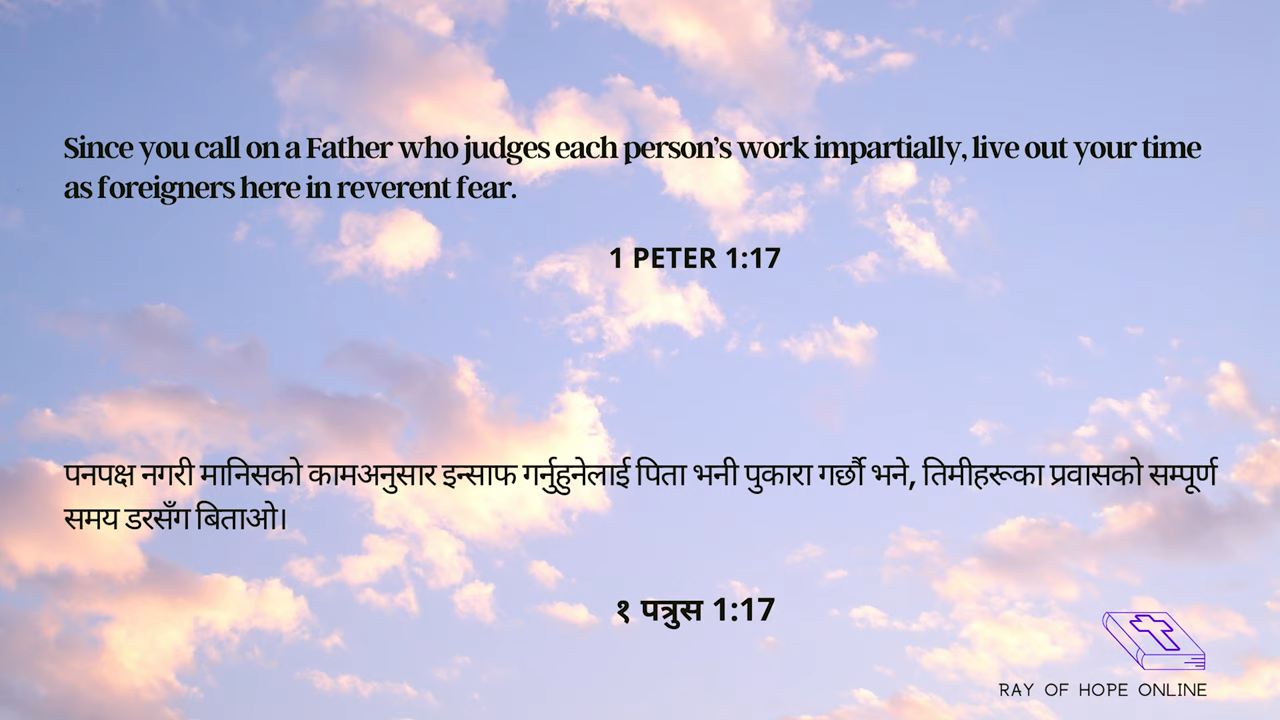 Since you call on a Father who judges each person’s work impartially, live out your time
as foreigners here in reverent fear.
1 PETER 1:17
पनपक्ष नगरी मानिसको कामअनुसार इन्साफ गर्नुहुनेलाई पिता भनी पुकारा गर्छौ भने, तिमीहरूका प्रवासको सम्पूर्ण
समय डरसँग बिताओ।
१ पत्रुस 1:17
RAY OF HOPE ONLINE